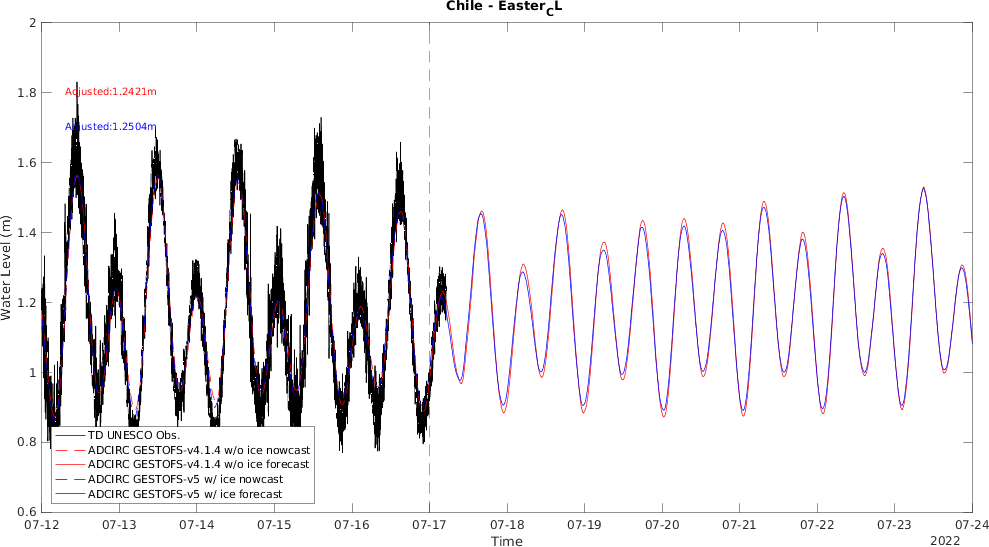 Chile - Easter_CL
2
1.8
1.6
1.4
1.2
1
0.8
0.6
Water Level (m)
Adjusted:1.2421m
Adjusted:1.2504m
TD UNESCO Obs.
ADCIRC GESTOFS-v4.1.4 w/o ice nowcast
ADCIRC GESTOFS-v4.1.4 w/o ice forecast
ADCIRC GESTOFS-v5 w/ ice nowcast
ADCIRC GESTOFS-v5 w/ ice forecast
07-12 07-13 07-14 07-15 07-16 07-17 07-18 07-19 07-20 07-21 07-22 07-23 07-24
Time
2022